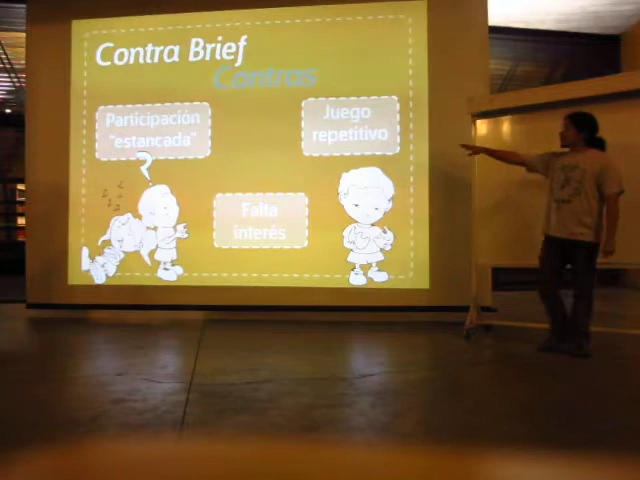 Contra Brief
Contras
Participación
"estancada"
Juego
repetitivo
?
Falta
interés